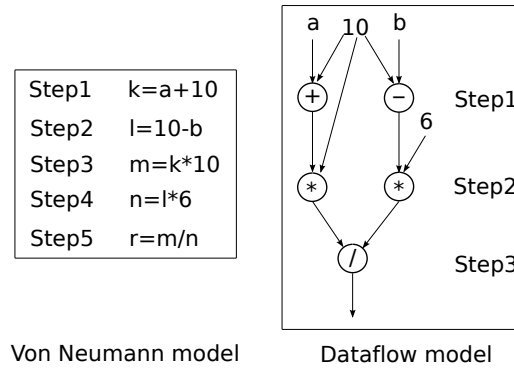 Step1 k=a+10
Step2 l=10-b
Step3 m=k*10
Step4 n=l*6
Step5 r=m/n
Von Neumann model
a 10 b
+ − Step1
6
* * Step2
/ Step3
Dataflow model